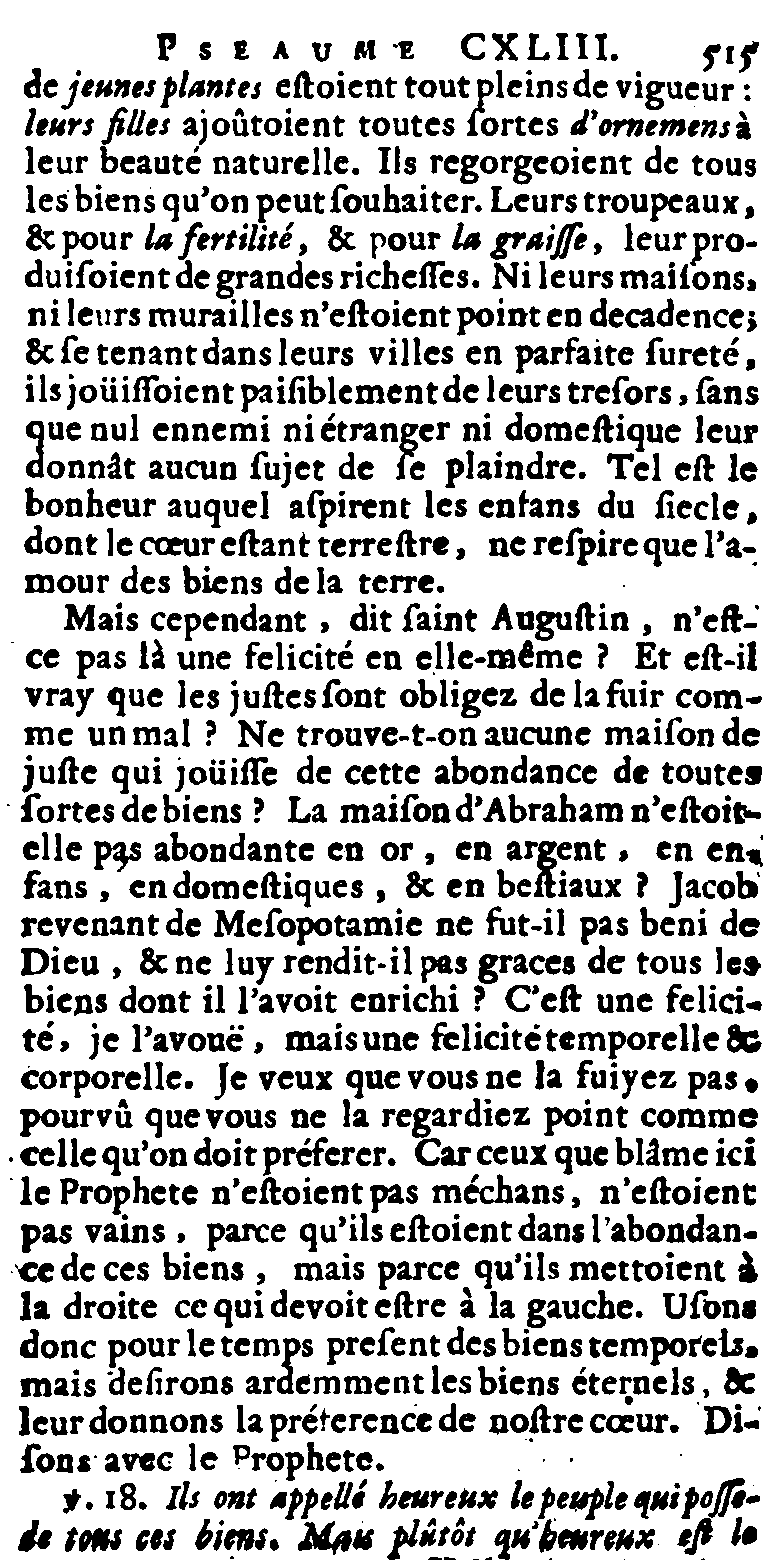 PSEAUME CXLIII. 515
de jeunes plantes eſtoient tout pleins de vigueur :
leurs filles ajoûtoient toutes ſortes d'ornemens à
leur beauté naturelle. Ils regorgeoient de tous
les biens qu'on peut ſouhaiter. Leurs troupeaux,
& pour la fertilité, & pour la graiſſe, leur pro-
duiſoient de grandes richeſſes. Ni leurs maiſons,
ni leurs murailles n'eſtoient point en decadence;
& ſe tenant dans leurs villes en parfaite ſureté,
ils joüiſſoient paiſiblement de leurs treſors, ſans
que nul ennemi ni étranger ni domeſtique leur
donnât aucun ſujet de ſe plaindre. Tel eſt le
bonheur auquel aſpirent les enfans du ſiecle,
dont le cœur eſtant terreſtre, ne reſpire que l'a-
mour des biens de la terre.
Mais cependant, dit ſaint Auguſtin, n'eſt-
ce pas là une felicité en elle-même ? Et eſt-il
vray que les juſtes ſont obligez de la fuir com-
me un mal ? Ne trouve-t-on aucune maiſon de
juſte qui joüiſſe de cette abondance de toutes
ſortes de biens ? La maiſon d'Abraham n'eſtoit-
elle pas abondante en or, en argent, en en-
fans, en domeſtiques, & en beſtiaux ? Jacob
revenant de Meſopotamie ne fut-il pas beni de
Dieu, & ne luy rendit-il pas graces de tous les
biens dont il l'avoit enrichi ? C'eſt une felici-
té, je l'avouë, mais une felicité temporelle &
corporelle. Je veux que vous ne la fuiyez pas,
pourvû que vous ne la regardiez point comme
celle qu'on doit préferer. Car ceux que blâme ici
le Prophete n'eſtoient pas méchans, n'eſtoient
pas vains, parce qu'ils eſtoient dans l'abondan-
ce de ces biens, mais parce qu'ils mettoient à
la droite ce qui devoit eſtre à la gauche. Uſons
donc pour le temps preſent des biens temporels,
mais deſirons ardemment les biens éternels, &
leur donnons la préference de noſtre cœur. Di-
ſons avec le Prophete.
℣. 18. Ils ont appellé heureux le peuple qui poſſe-
de tous ces biens. Mais plûtôt qu'heureux eſt le